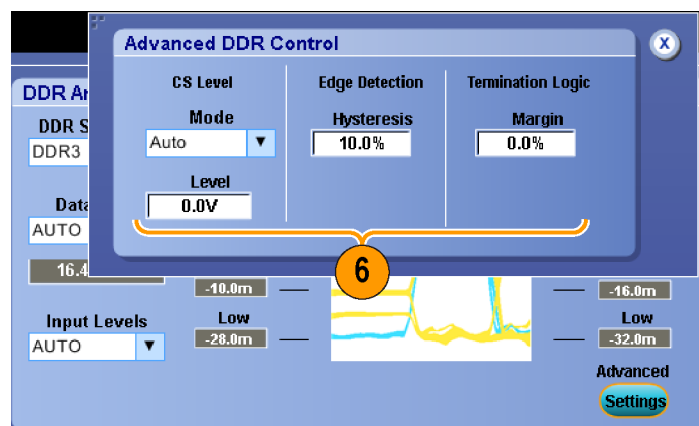 Advanced DDR Control
X
CS Level
Edge Detection
Termination Logic
Mode
Auto
Hysteresis
10.0%
Margin
0.0%
Level
0.0V
6
DDR
DDR S
DDR3
Data
AUTO
16.4
Input Levels
AUTO
-10.0m
Low
-28.0m
-16.0m
Low
-32.0m
Advanced
Settings